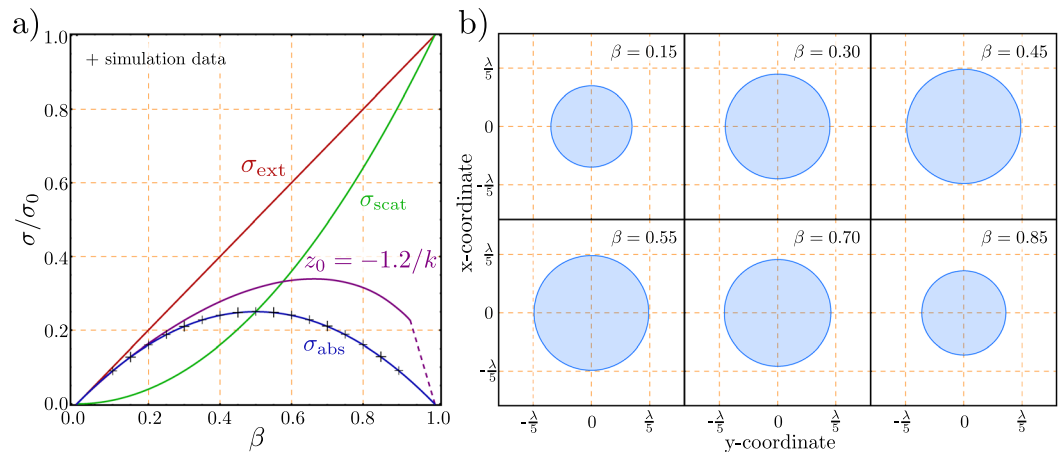 a)
+ simulation data
σ/σ₀
1.0
0.8
0.6
0.4
0.2
0.0
σext
σscat
z₀ = −1.2/k
σabs
0.0 0.2 0.4 0.6 0.8 1.0
β
b)
β = 0.15
β = 0.30
β = 0.45
β = 0.55
β = 0.70
β = 0.85
x-coordinate
λ/5
0
-λ/5
λ/5
0
-λ/5
-λ/5 0 λ/5 -λ/5 0 λ/5 -λ/5 0 λ/5
y-coordinate